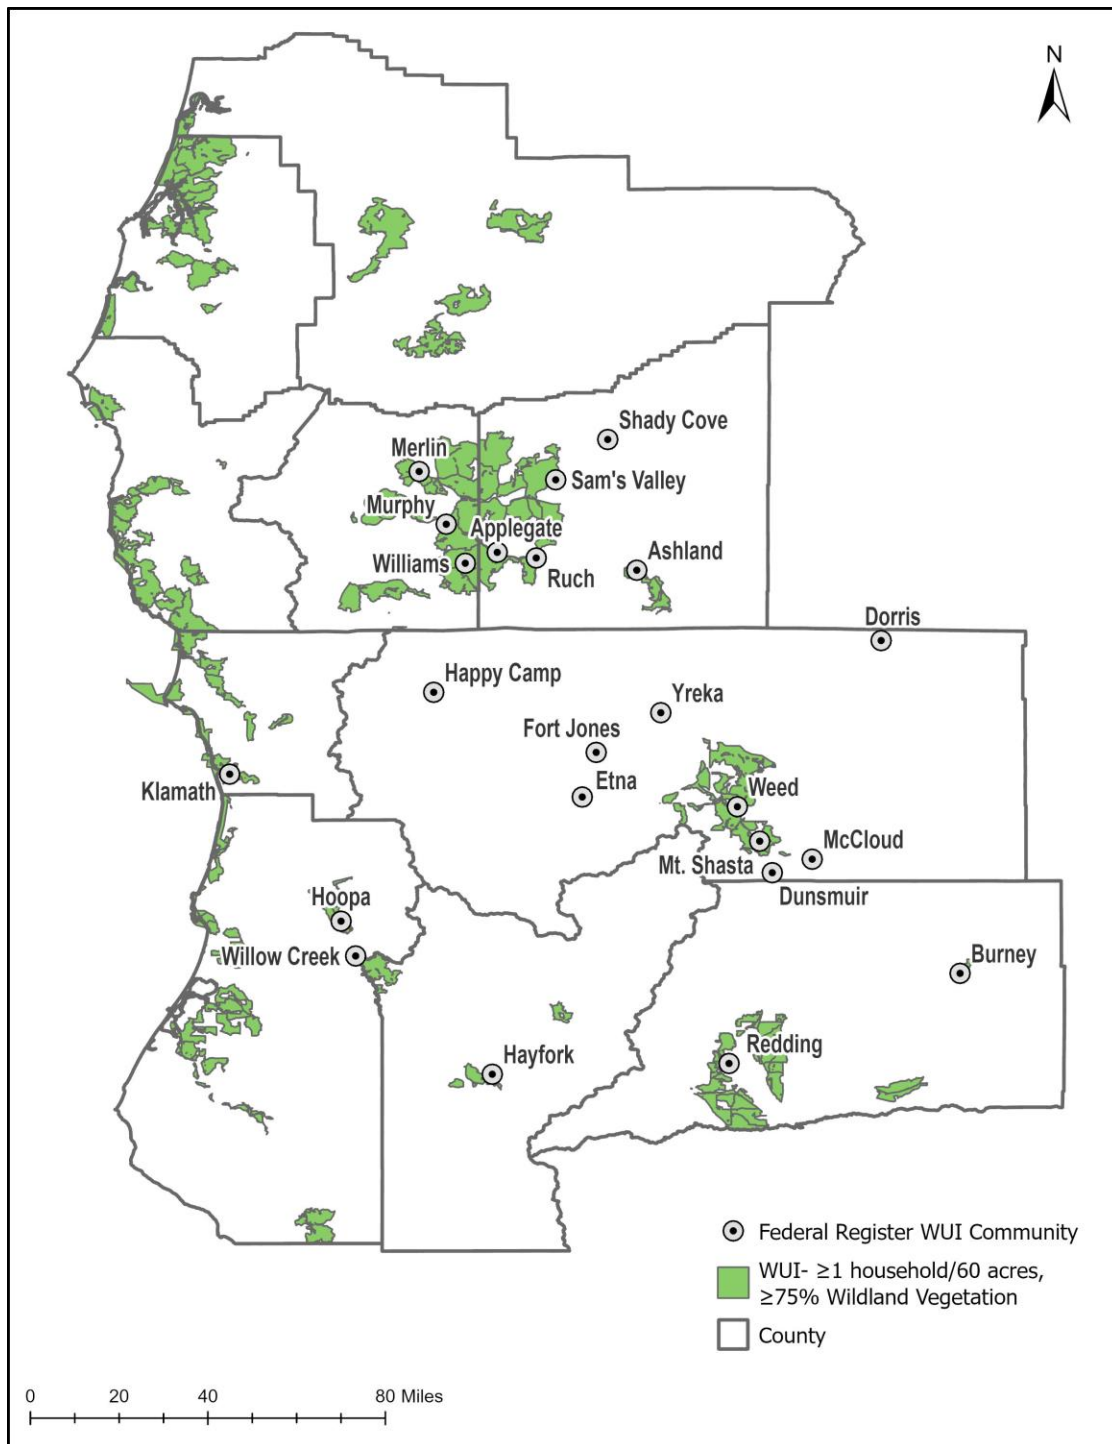 N
Shady Cove
Merlin
Sam's Valley
Murphy
Applegate
Williams
Ruch
Ashland
Dorris
Happy Camp
Yreka
Fort Jones
Etna
Klamath
Weed
McCloud
Mt. Shasta
Dunsmuir
Hoopa
Willow Creek
Burney
Redding
Hayfork
Federal Register WUI Community
WUI- ≥1 household/60 acres,
≥75% Wildland Vegetation
County
0 20 40 80 Miles